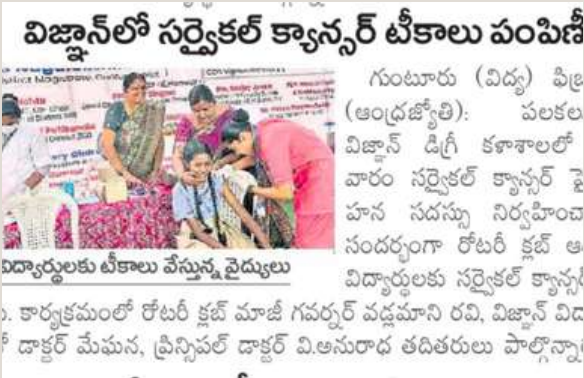 విజ్ఞాన్‌లో సర్వైకల్ క్యాన్సర్ టీకాలు పంపిణీ
గుంటూరు (విద్య)
(ఆంధ్రజ్యోతి): పలకల
విజ్ఞాన్ డిగ్రీ కళాశాలలో
వారం సర్వైకల్ క్యాన్సర్ పై
హన సదస్సు నిర్వహించా
సందర్భంగా రోటరీ క్లబ్ ఆ
విద్యార్థులకు సర్వైకల్ క్యాన్స
విద్యార్థులకు టీకాలు వేస్తున్న వైద్యులు
. కార్యక్రమంలో రోటరీ క్లబ్ మాజీ గవర్నర్ వడ్లమాని రవి, విజ్ఞాన్ విద
డాక్టర్ మేఘన, ప్రిన్సిపల్ డాక్టర్ వి.అనురాధ తదితరులు పాల్గొన్నా